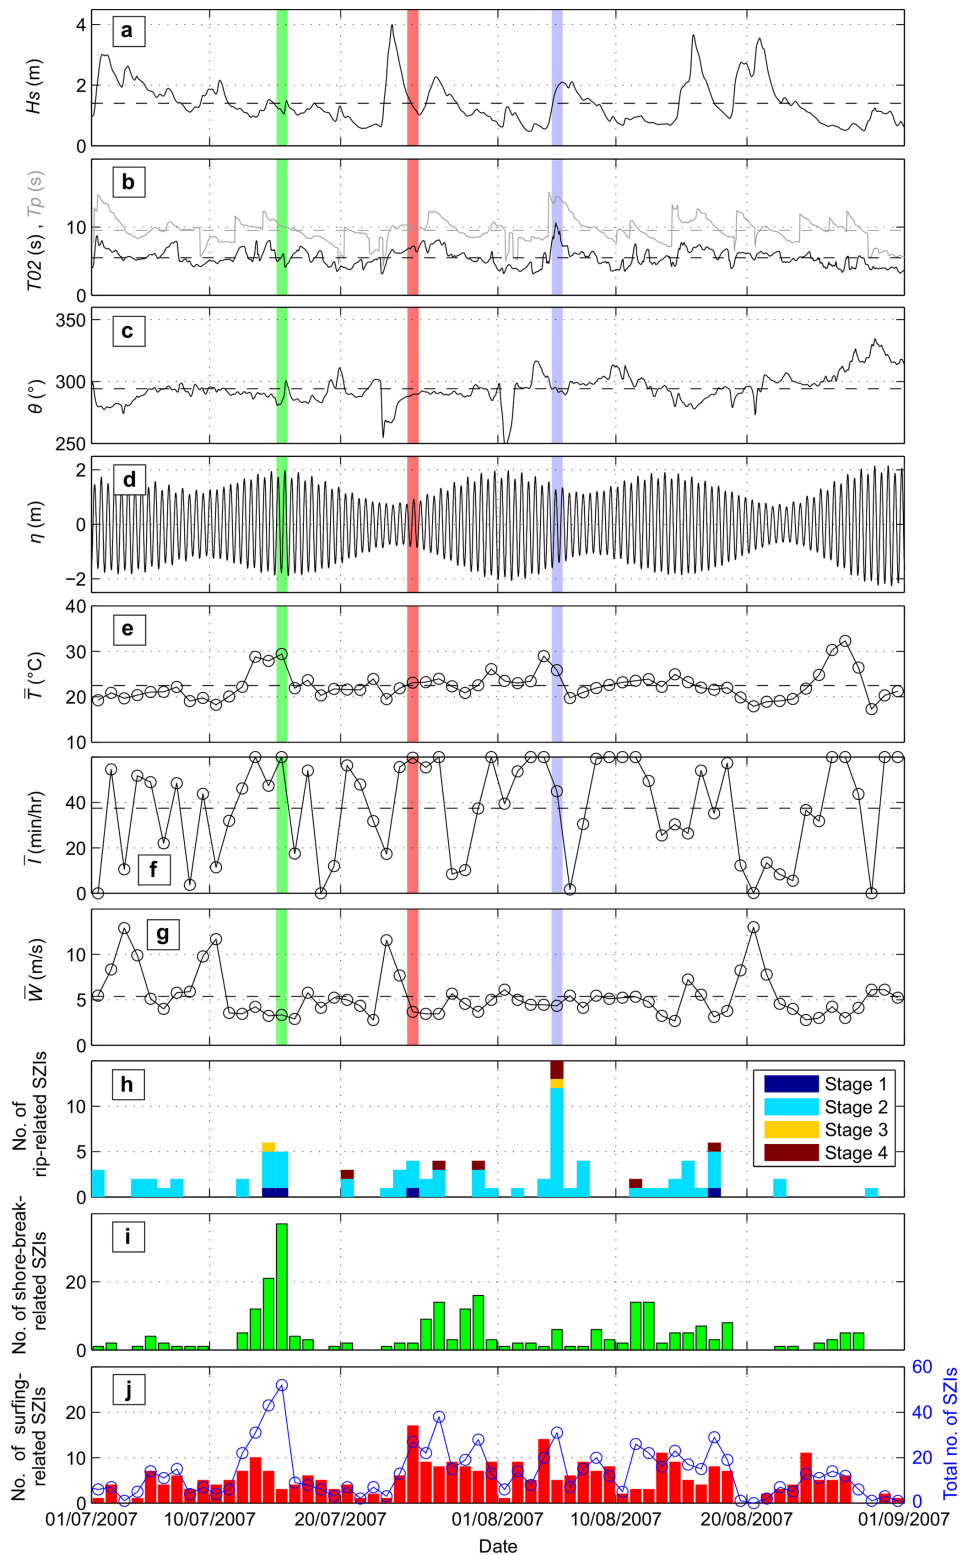 a
Hs (m)
4
2
0
b
T02 (s) , Tp (s)
10
0
c
θ (°)
350
300
250
d
η (m)
2
0
−2
e
T̅ (°C)
40
30
20
10
f
I̅ (min/hr)
40
20
0
g
W̅ (m/s)
10
5
0
h
No. of
rip-related SZIs
10
5
0
Stage 1
Stage 2
Stage 3
Stage 4
i
No. of shore-break-
related SZIs
20
0
j
No. of surfing-
related SZIs
20
10
0
60
40
20
0
Total no. of SZIs
01/07/2007
10/07/2007
20/07/2007
01/08/2007
10/08/2007
20/08/2007
01/09/2007
Date